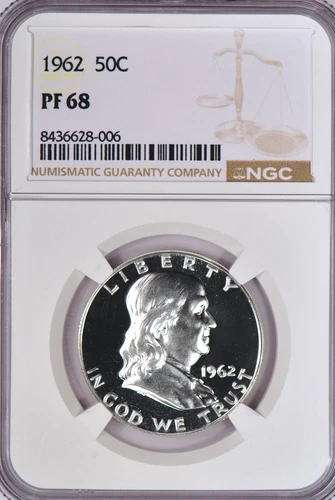 1962 50C
PF 68
8436628-006
NUMISMATIC GUARANTY COMPANY NGC
LIBERTY
1962
IN GOD WE TRUST